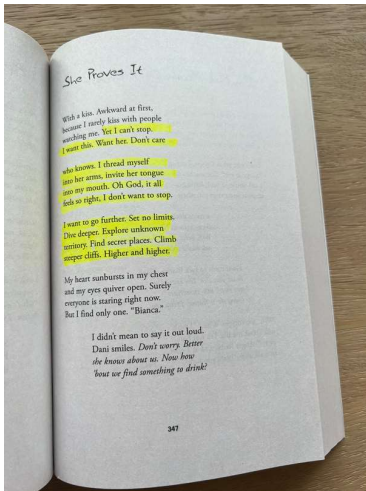 She Proves It
With a kiss. Awkward at first,
because I rarely kiss with people
watching me. Yet I can't stop.
I want this. Want her. Don't care
who knows. I thread myself
into her arms, invite her tongue
into my mouth. Oh God, it all
feels so right, I don't want to stop.
I want to go further. Set no limits.
Dive deeper. Explore unknown
territory. Find secret places. Climb
steeper cliffs. Higher and higher.
My heart sunbursts in my chest
and my eyes quiver open. Surely
everyone is staring right now.
But I find only one. "Bianca."
I didn't mean to say it out loud.
Dani smiles. Don't worry. Better
she knows about us. Now how
'bout we find something to drink?
347